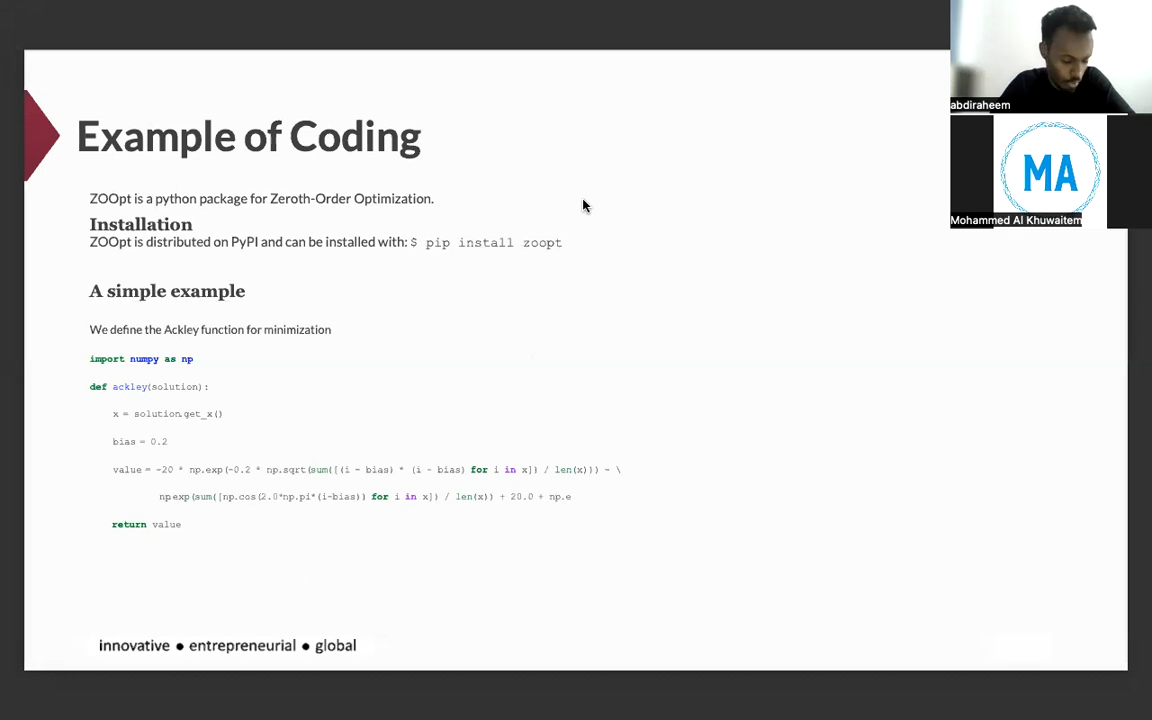 Example of Coding
ZOOpt is a python package for Zeroth-Order Optimization.
Installation
ZOOpt is distributed on PyPI and can be installed with: $ pip install zoopt
A simple example
We define the Ackley function for minimization
import numpy as np
def ackley(solution):
x = solution.get_x()
bias = 0.2
value = -20 * np.exp(-0.2 * np.sqrt(sum([(i - bias) * (i - bias) for i in x]) / len(x))) - \
np.exp(sum([np.cos(2.0*np.pi*(i-bias)) for i in x]) / len(x)) + 20.0 + np.e
return value
innovative ● entrepreneurial ● global
abdiraheem
MA
Mohammed Al Khuwaitem